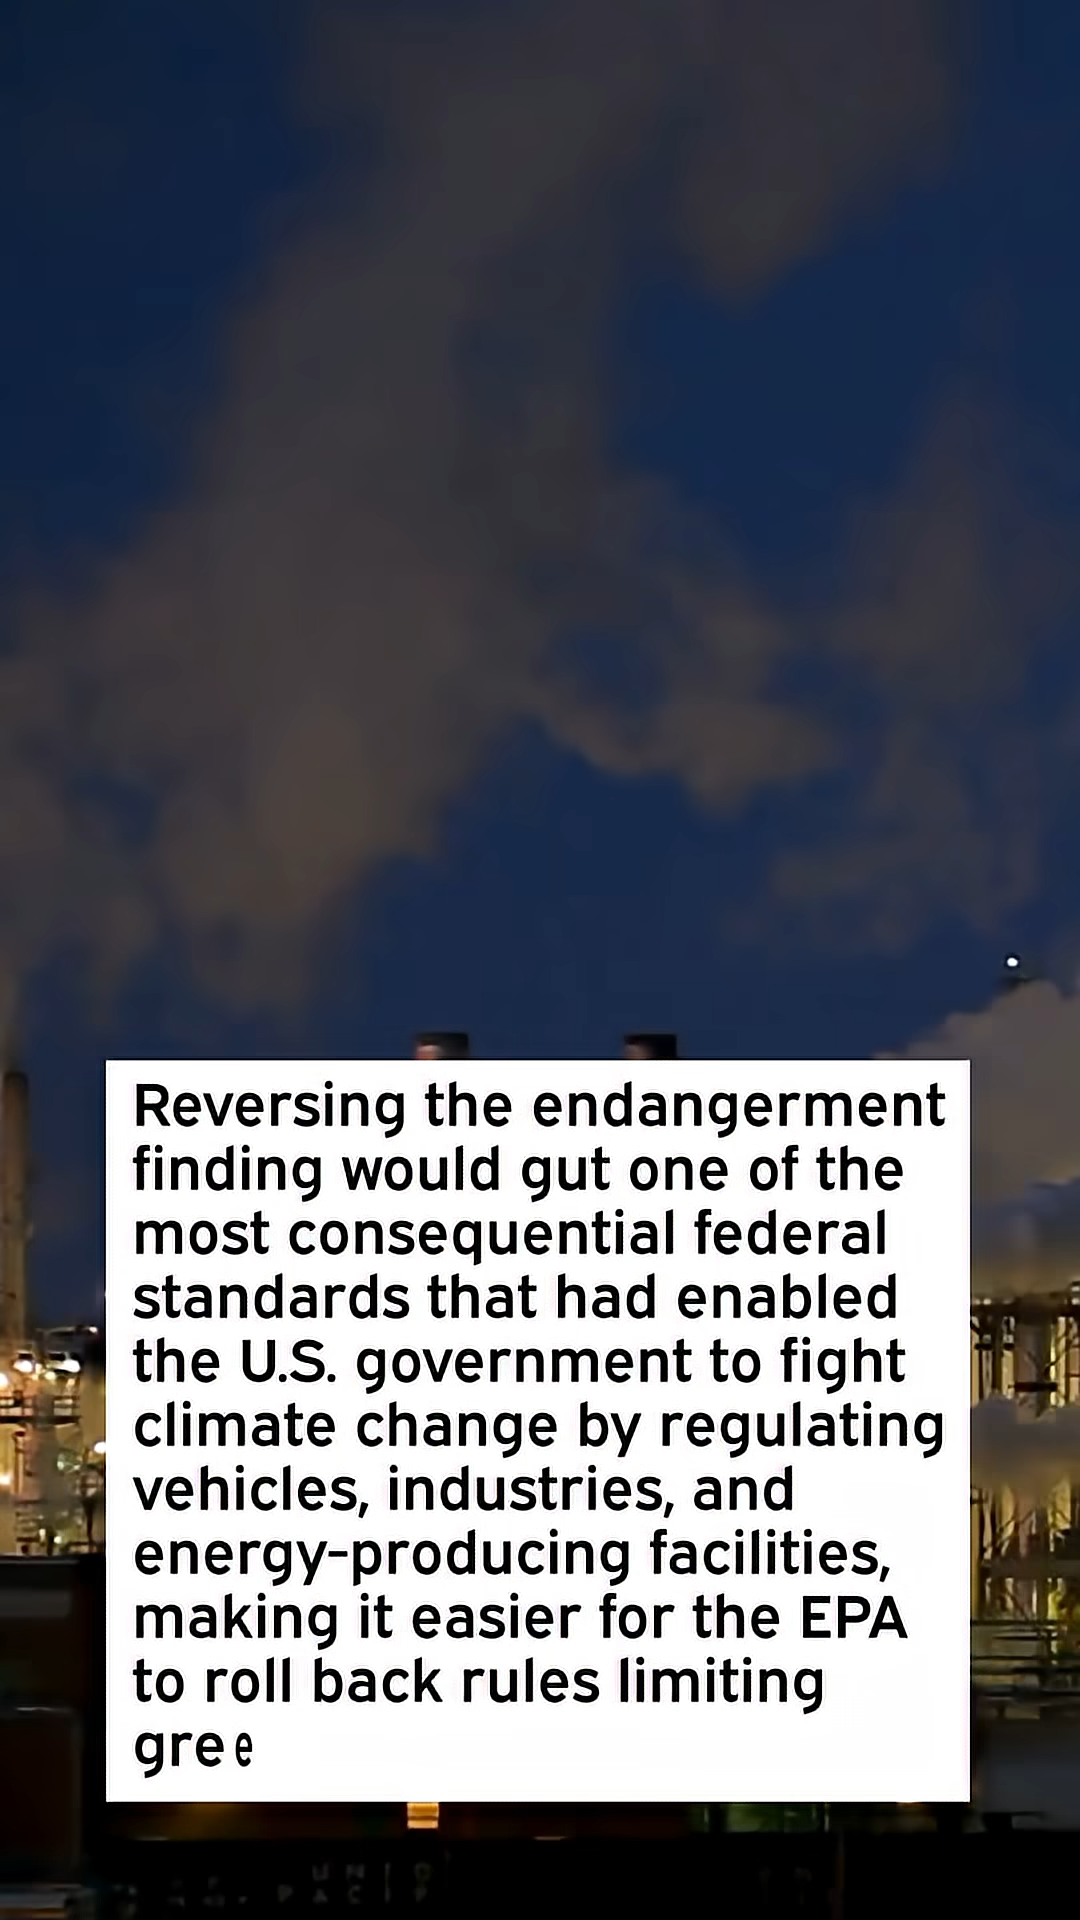 Reversing the endangerment
finding would gut one of the
most consequential federal
standards that had enabled
the U.S. government to fight
climate change by regulating
vehicles, industries, and
energy-producing facilities,
making it easier for the EPA
to roll back rules limiting
gree